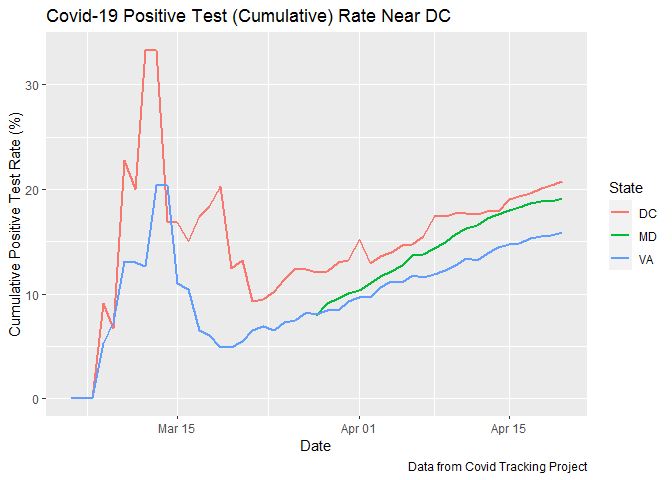 Covid-19 Positive Test (Cumulative) Rate Near DC
Cumulative Positive Test Rate (%)
30
20
10
0
Mar 15
Apr 01
Apr 15
Date
State
DC
MD
VA
Data from Covid Tracking Project